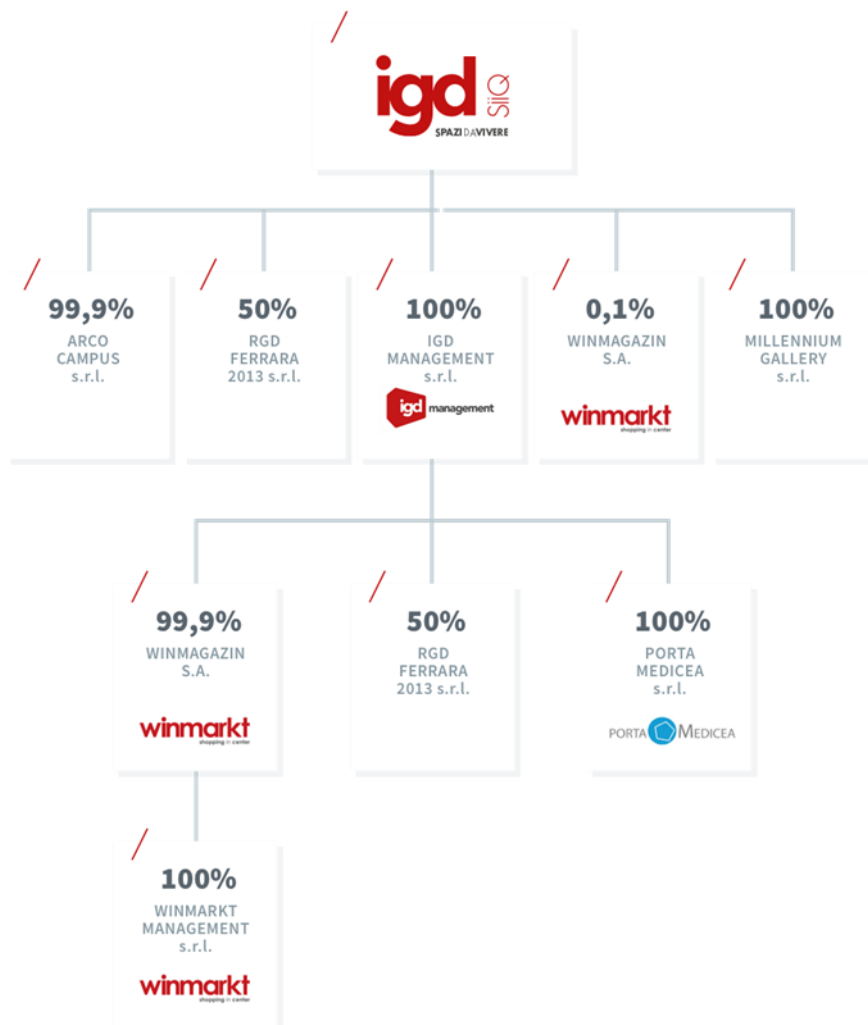 igd SIIQ
SPAZI DA VIVERE
99,9%
ARCO
CAMPUS
s.r.l.
50%
RGD
FERRARA
2013 s.r.l.
100%
IGD
MANAGEMENT
s.r.l.
igd management
0,1%
WINMAGAZIN
S.A.
winmarkt
shopping in center
100%
MILLENNIUM
GALLERY
s.r.l.
99,9%
WINMAGAZIN
S.A.
winmarkt
shopping in center
50%
RGD
FERRARA
2013 s.r.l.
100%
PORTA
MEDICEA
s.r.l.
PORTA MEDICEA
100%
WINMARKT
MANAGEMENT
s.r.l.
winmarkt
shopping in center